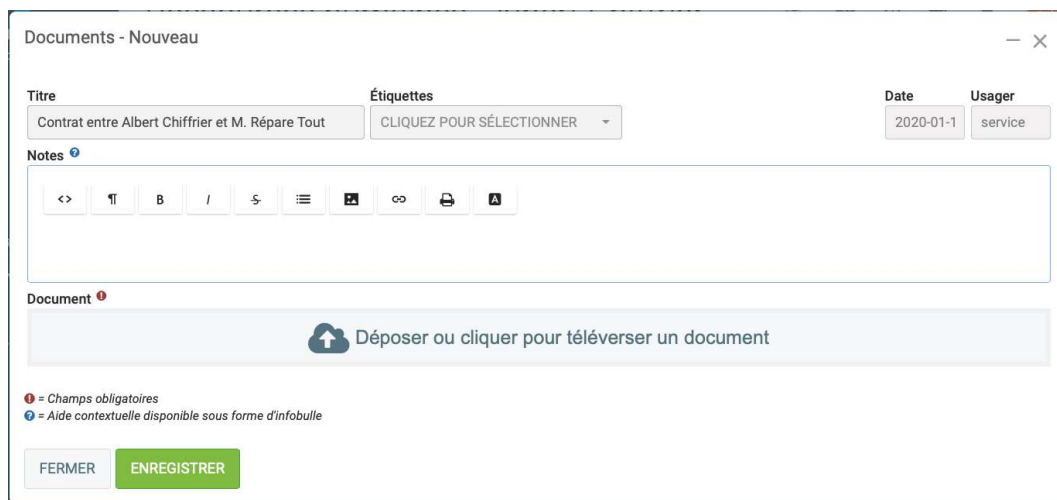 Documents - Nouveau
Titre
Étiquettes
Date
Usager
Contrat entre Albert Chiffrier et M. Répare Tout
CLIQUEZ POUR SÉLECTIONNER
2020-01-1
service
Notes
Document
Déposer ou cliquer pour téléverser un document
= Champs obligatoires
= Aide contextuelle disponible sous forme d'infobulle
FERMER
ENREGISTRER